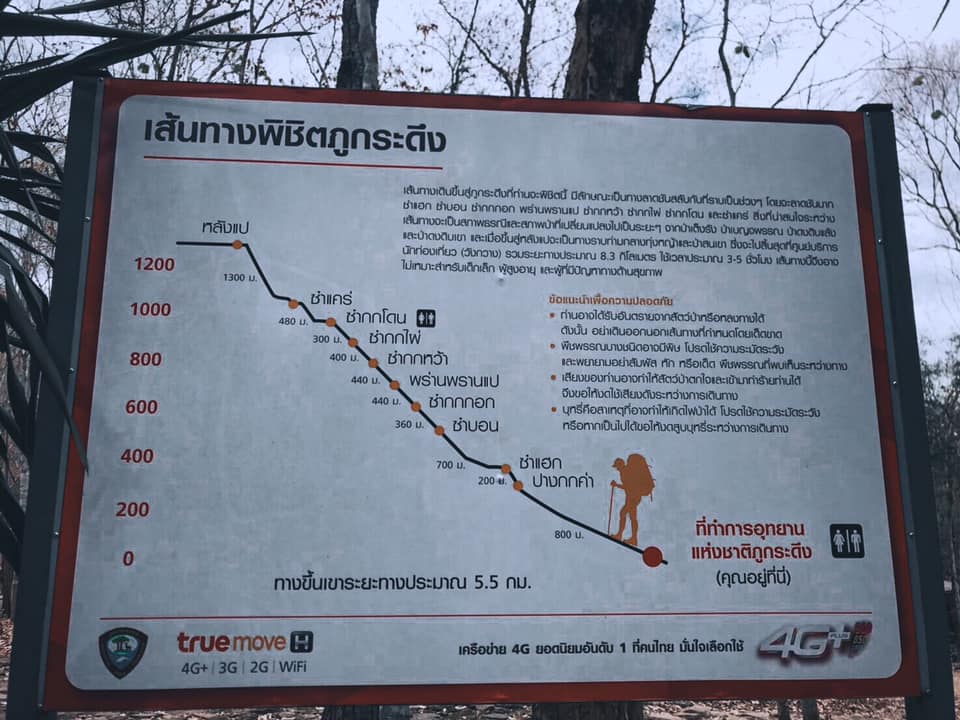 เส้นทางพิชิตภูกระดึง
เส้นทางเดินขึ้นสู่ภูกระดึงที่ท่านจะพิชิตนี้ มีลักษณะเป็นทางลาดชันสลับกับที่ราบเป็นช่วงๆ โดยจะลาดชันมาก
ซำแฮก ซำบอน ซำกกกอก พร่านพรานแป ซำกกหว้า ซำกกไผ่ ซำกกโดน และซำแคร่ สิ่งที่น่าสนใจระหว่าง
เส้นทางจะเป็นสภาพธรณีและสภาพป่าที่เปลี่ยนแปลงไปเป็นระยะๆ จากป่าเต็งรัง ป่าเบญจพรรณ ป่าดงดิบแล้ง
และป่าดงดิบเขา และเมื่อขึ้นสู่หลังแปจะเป็นทางราบท่ามกลางทุ่งหญ้าและป่าสนเขา ซึ่งจะไปสิ้นสุดที่ศูนย์บริการ
นักท่องเที่ยว (วังกวาง) รวมระยะทางประมาณ 8.3 กิโลเมตร ใช้เวลาประมาณ 3-5 ชั่วโมง เส้นทางนี้จึงอาจ
ไม่เหมาะสำหรับเด็กเล็ก ผู้สูงอายุ และผู้ที่มีปัญหาทางด้านสุขภาพ
หลังแป
1200
1300 ม.
ข้อแนะนำเพื่อความปลอดภัย
• ท่านอาจได้รับอันตรายจากสัตว์ป่าหรือหลงทางได้
ดังนั้น อย่าเดินออกนอกเส้นทางที่กำหนดโดยเด็ดขาด
• พืชพรรณบางชนิดอาจมีพิษ โปรดใช้ความระมัดระวัง
และพยายามอย่าสัมผัส หัก หรือเด็ด พืชพรรณที่พบเห็นระหว่างทาง
• เสียงของท่านอาจทำให้สัตว์ป่าตกใจและเข้ามาทำร้ายท่านได้
จึงขอให้งดใช้เสียงดังระหว่างการเดินทาง
• บุหรี่คือสาเหตุที่อาจทำให้เกิดไฟป่าได้ โปรดใช้ความระมัดระวัง
หรือหากเป็นไปได้ขอให้งดสูบบุหรี่ระหว่างการเดินทาง
ซำแคร่
1000
480 ม.
ซำกกโดน
300 ม.
ซำกกไผ่
800
400 ม.
ซำกกหว้า
440 ม.
พร่านพรานแป
600
440 ม.
ซำกกกอก
360 ม.
ซำบอน
400
700 ม.
ซำแฮก
200 ม.
ปางกกค่า
200
800 ม.
0
ที่ทำการอุทยาน
แห่งชาติภูกระดึง
(คุณอยู่ที่นี่)
ทางขึ้นเขาระยะทางประมาณ 5.5 กม.
truemove H
4G+ | 3G | 2G | WiFi
เครือข่าย 4G ยอดนิยมอันดับ 1 ที่คนไทย มั่นใจเลือกใช้
4G+ PLUS